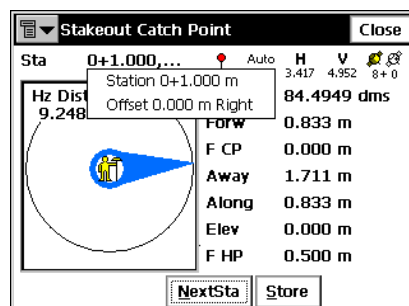 Stakeout Catch Point Close
Sta 0+1.000,... Auto H 3.417 V 4.952 8+0
Station 0+1.000 m
Offset 0.000 m Right
Hz Dist
9.248
84.4949 dms
Forw 0.833 m
F CP 0.000 m
Away 1.711 m
Along 0.833 m
Elev 0.000 m
F HP 0.500 m
NextSta Store